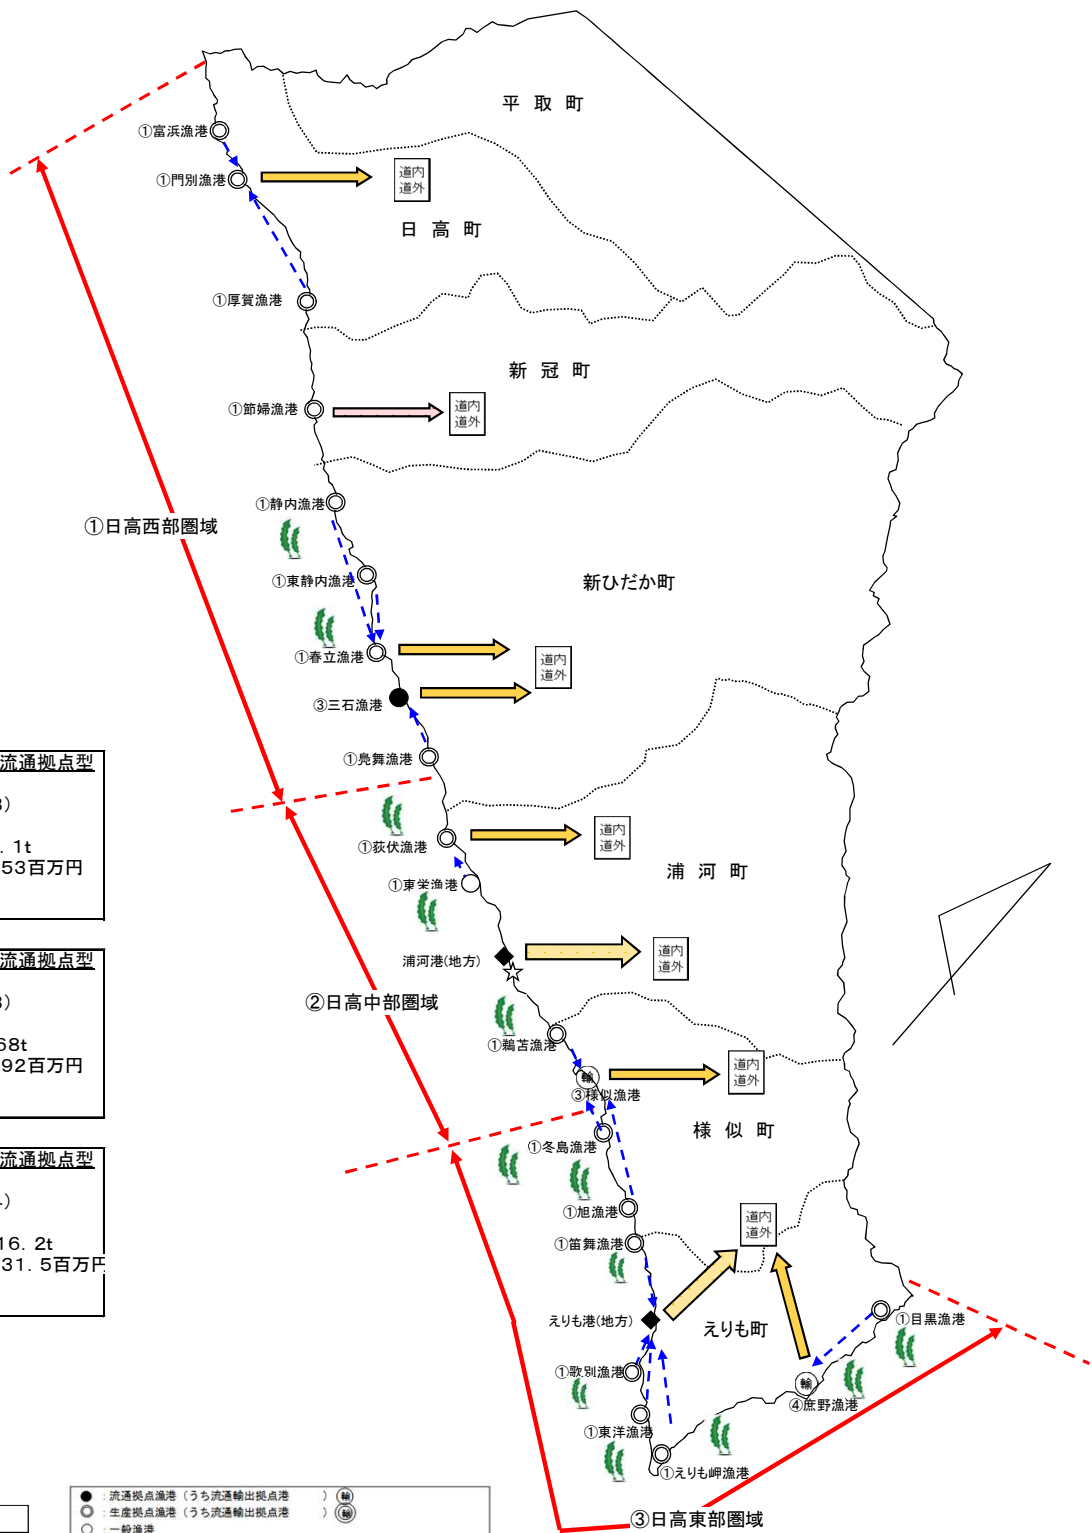 平取町
①富浜漁港
①門別漁港
道内
道外
日高町
①厚賀漁港
新冠町
①節婦漁港
道内
道外
①静内漁港
①日高西部圏域
①東静内漁港
新ひだか町
①春立漁港
道内
道外
③三石漁港
①鳧舞漁港
流通拠点型
3)
. 1t
53百万円
道内
道外
①荻伏漁港
浦河町
①東栄漁港
流通拠点型
3)
68t
92百万円
浦河港(地方)
道内
道外
②日高中部圏域
①鵜苫漁港
道内
道外
③様似漁港
輸
様似町
①冬島漁港
流通拠点型
)
16. 2t
31. 5百万円
①旭漁港
道内
道外
①笛舞漁港
えりも港(地方)
えりも町
①目黒漁港
①歌別漁港
輸
④庶野漁港
①東洋漁港
①えりも岬漁港
● : 流通拠点漁港（うち流通輸出拠点港 ）輸
◎ : 生産拠点漁港（うち流通輸出拠点港 ）輸
○ : 一般漁港
③日高東部圏域